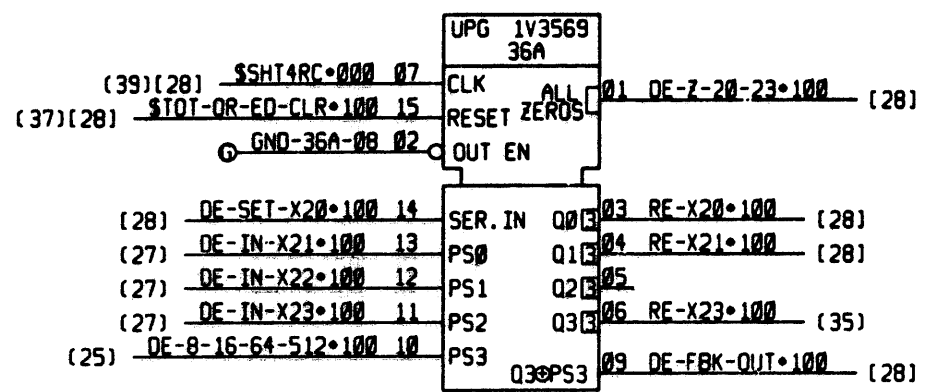 UPG 1V3569
36A
(39)[28] $SHT4RC•000 07 CLK
ALL ZEROS 01 DE-Z-20-23•100 [28]
(37)[28] $TOT-OR-ED-CLR•100 15 RESET
G GND-36A-08 02 OUT EN
[28] DE-SET-X20•100 14 SER.IN Q0 3 03 RE-X20•100 [28]
(27) DE-IN-X21•100 13 PS0 Q1 3 04 RE-X21•100 [28]
(27) DE-IN-X22•100 12 PS1 Q2 3 05
(27) DE-IN-X23•100 11 PS2 Q3 3 06 RE-X23•100 (35)
(25) DE-8-16-64-512•100 10 PS3
Q3⊕PS3 09 DE-FBK-OUT•100 [28]